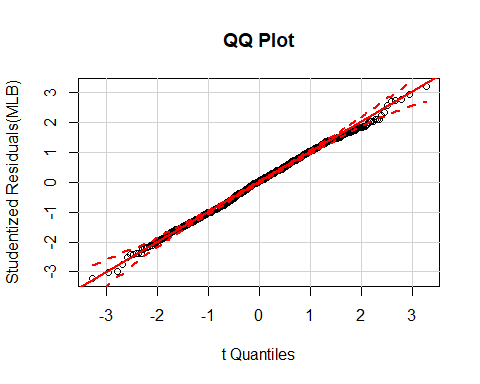 QQ Plot
Studentized Residuals(MLB)
3
2
1
0
-1
-2
-3
-3 -2 -1 0 1 2 3
t Quantiles